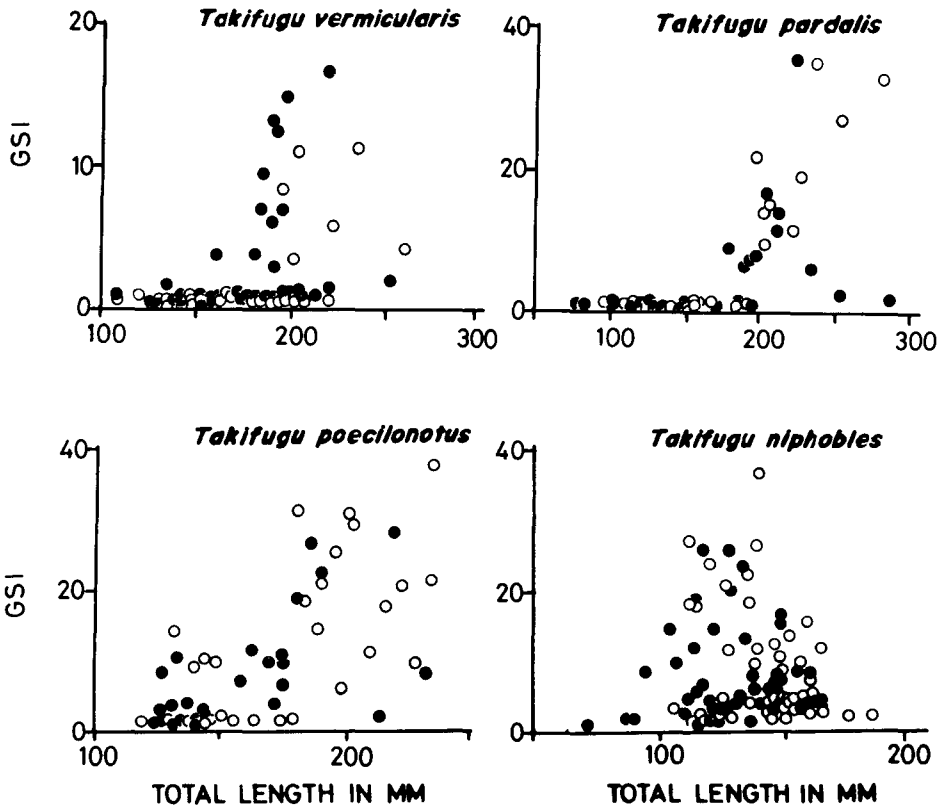 Takifugu vermicularis
Takifugu pardalis
20
10
0
GSI
100
200
300
40
20
0
100
200
300
Takifugu poecilonotus
Takifugu niphobles
40
20
0
GSI
100
200
TOTAL LENGTH IN MM
40
20
0
100
200
TOTAL LENGTH IN MM